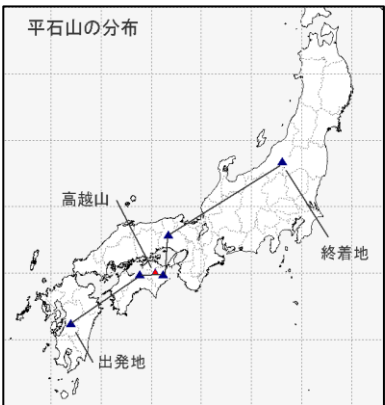 平石山の分布
高越山
終着地
出発地